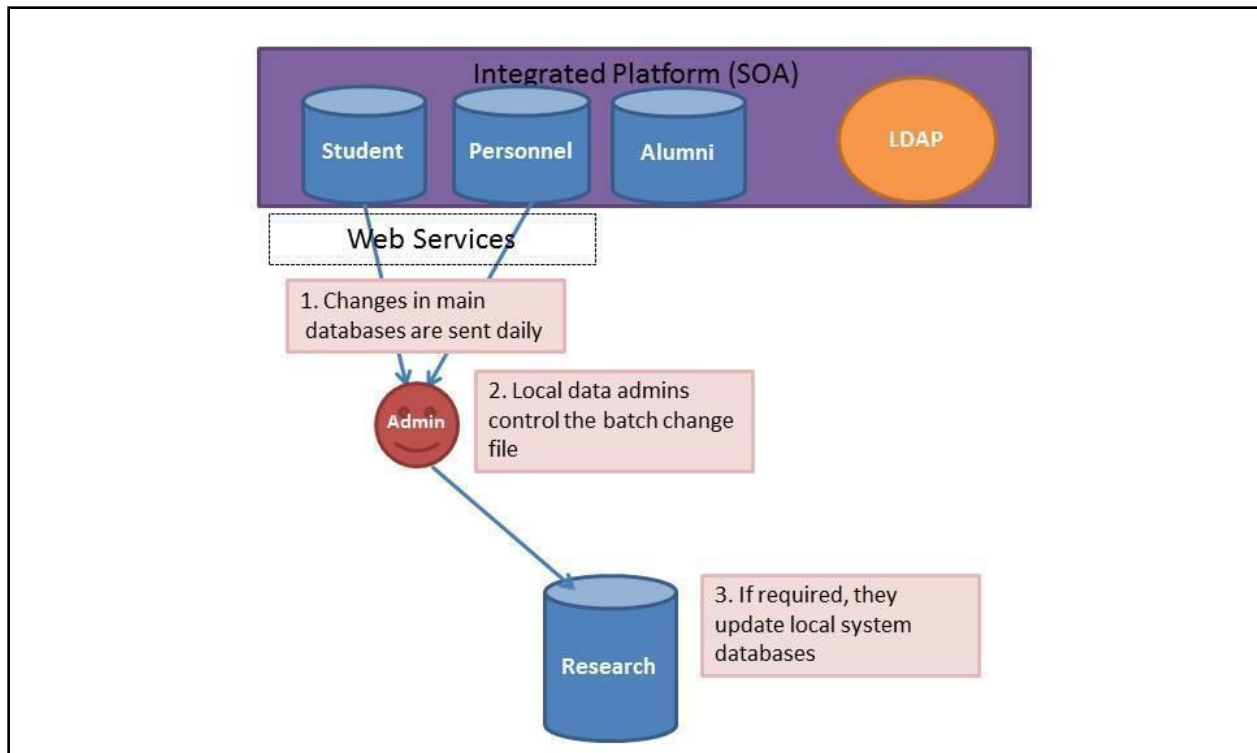 Integrated Platform (SOA)
Student
Personnel
Alumni
LDAP
Web Services
1. Changes in main
databases are sent daily
Admin
2. Local data admins
control the batch change
file
3. If required, they
update local system
databases
Research